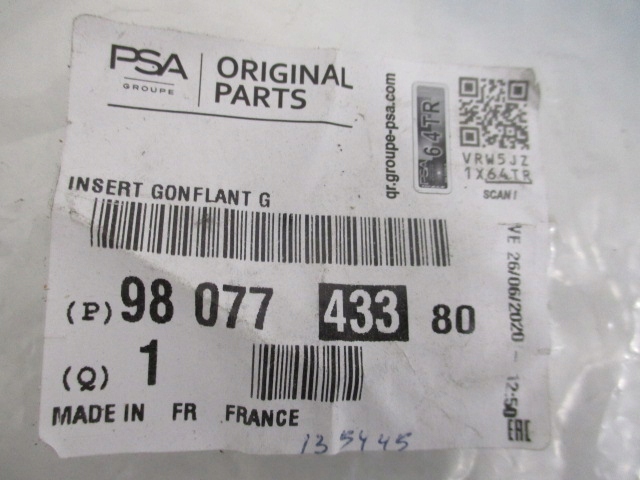 PSA
GROUPE
ORIGINAL
PARTS
qr.groupe-psa.com
PSA 64TR
VRW5JZ
1X64TR
SCAN!
INSERT GONFLANT G
(P) 98 077 433 80
(Q) 1
MADE IN FR FRANCE
VE 26/06/2020 - 12:50
EAC
135445